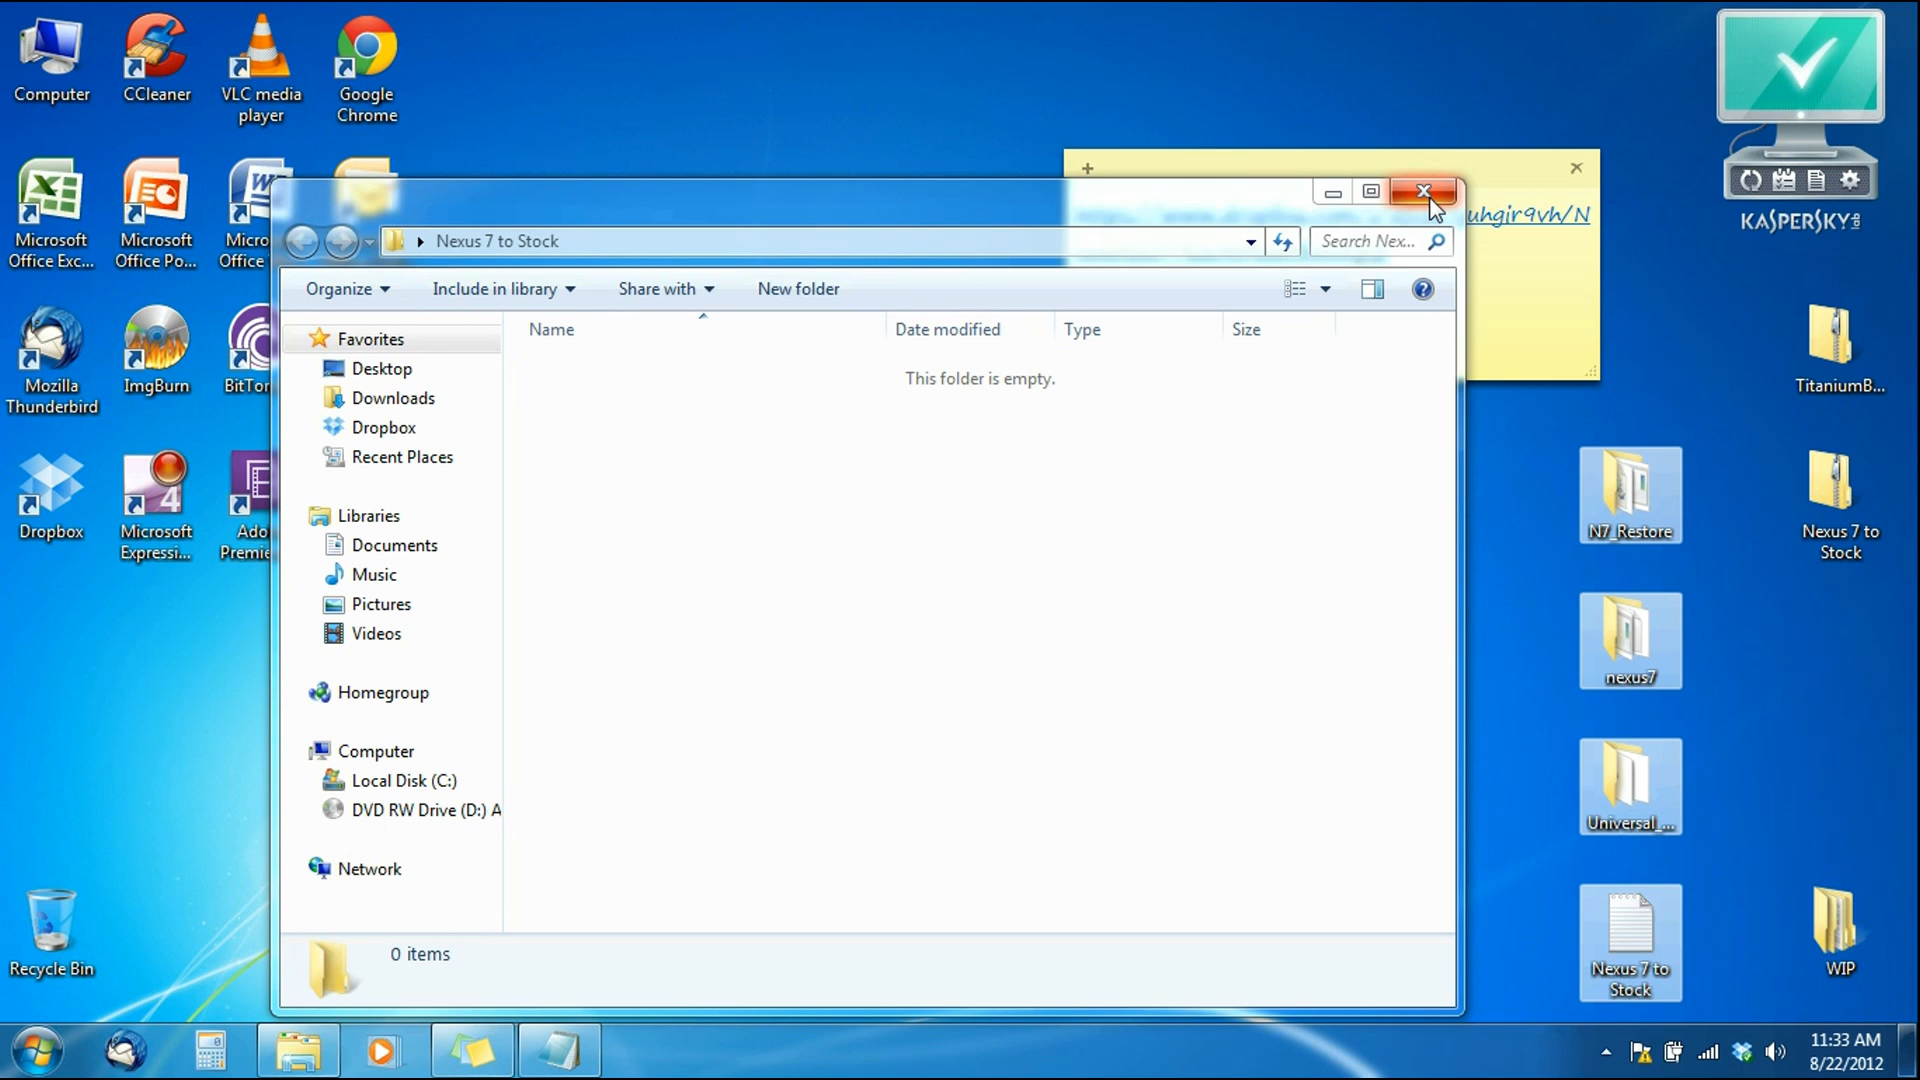 Computer
CCleaner
VLC media
player
Google
Chrome
Microsoft
Office Exc...
Microsoft
Office Po...
Micro
Office
Mozilla
Thunderbird
ImgBurn
BitTor
Dropbox
Microsoft
Expressi...
Ado
Premie
Recycle Bin
uhgir9vh/N
Nexus 7 to Stock
Search Nex...
Organize
Include in library
Share with
New folder
Favorites
Desktop
Downloads
Dropbox
Recent Places
Libraries
Documents
Music
Pictures
Videos
Homegroup
Computer
Local Disk (C:)
DVD RW Drive (D:) A
Network
Name
Date modified
Type
Size
This folder is empty.
0 items
KASPERSKY
TitaniumB...
N7_Restore
Nexus 7 to
Stock
nexus7
Universal_...
Nexus 7 to
Stock
WIP
11:33 AM
8/22/2012